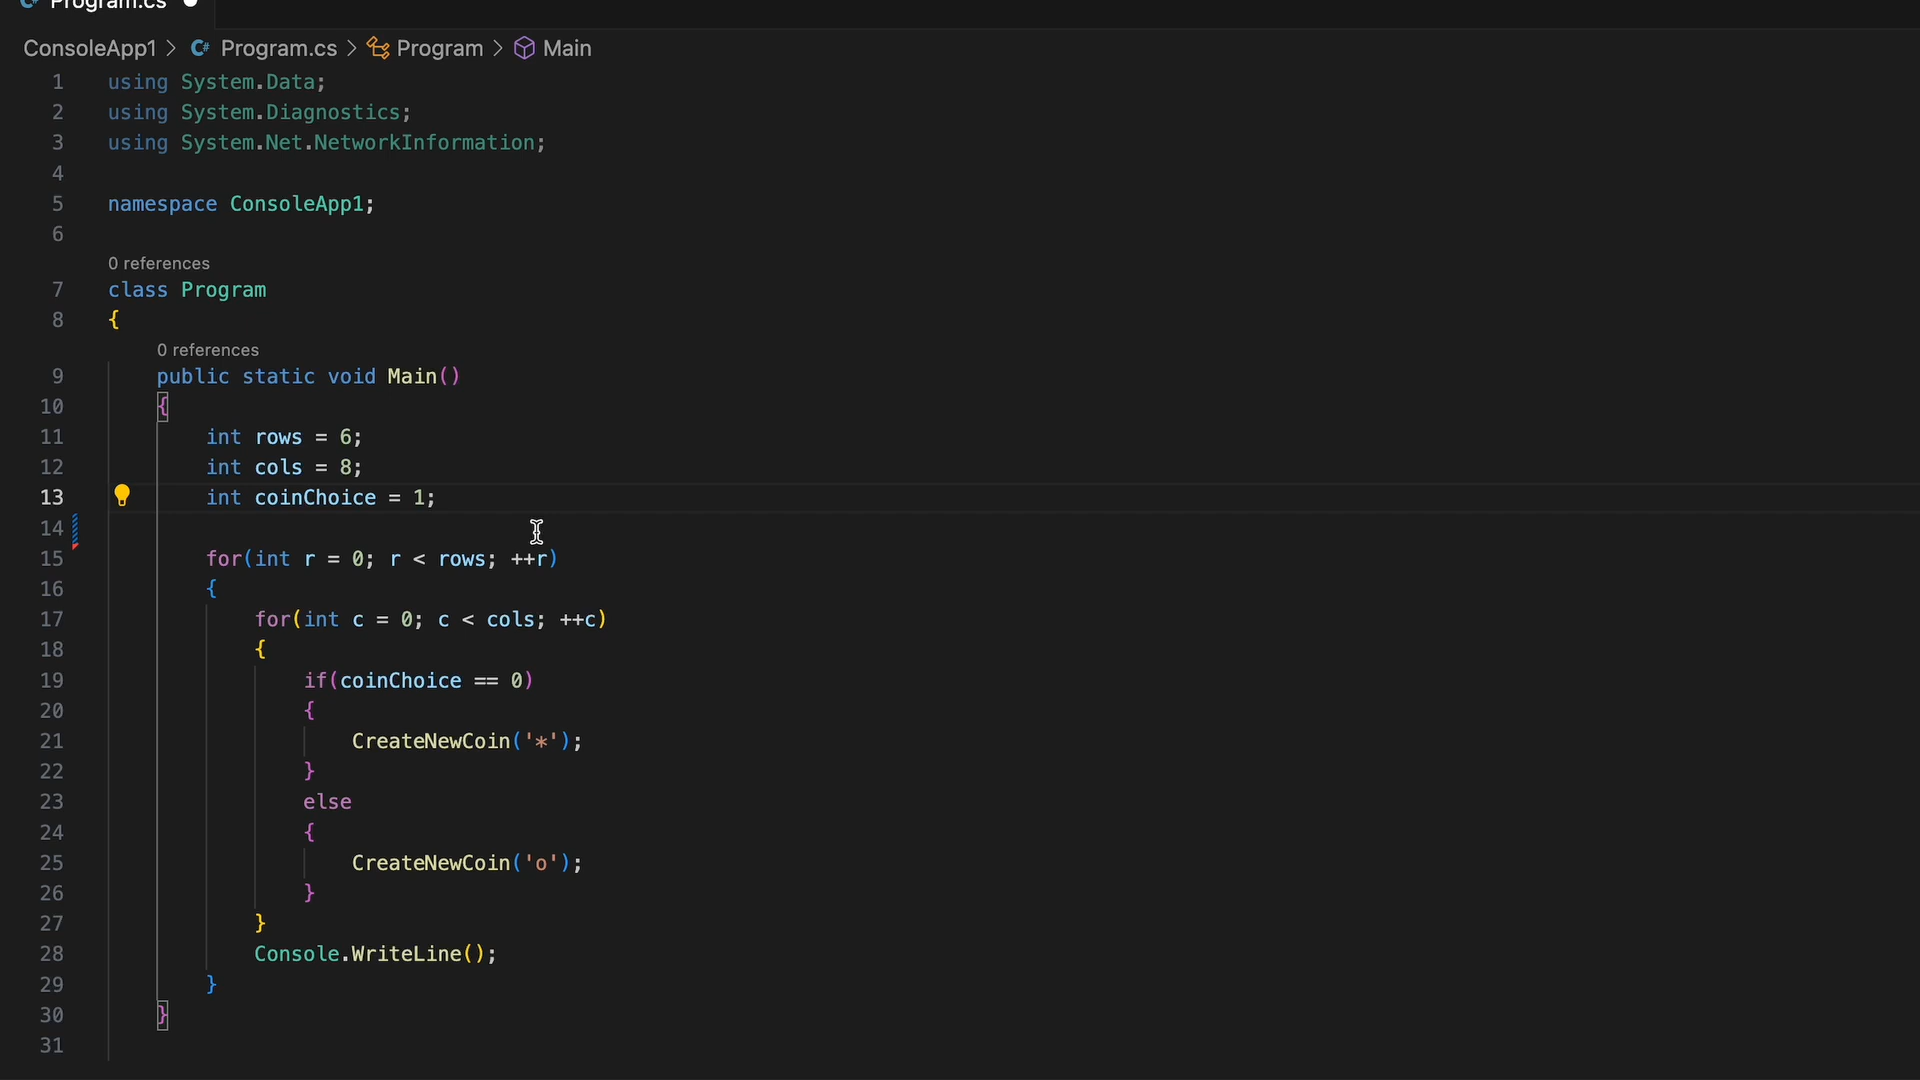 Program.cs
ConsoleApp1 > C# Program.cs > Program > Main
1 using System.Data;
2 using System.Diagnostics;
3 using System.Net.NetworkInformation;
4
5 namespace ConsoleApp1;
6
0 references
7 class Program
8 {
0 references
9 public static void Main()
10 {
11 int rows = 6;
12 int cols = 8;
13 int coinChoice = 1;
14
15 for(int r = 0; r < rows; ++r)
16 {
17 for(int c = 0; c < cols; ++c)
18 {
19 if(coinChoice == 0)
20 {
21 CreateNewCoin('*');
22 }
23 else
24 {
25 CreateNewCoin('o');
26 }
27 }
28 Console.WriteLine();
29 }
30 }
31